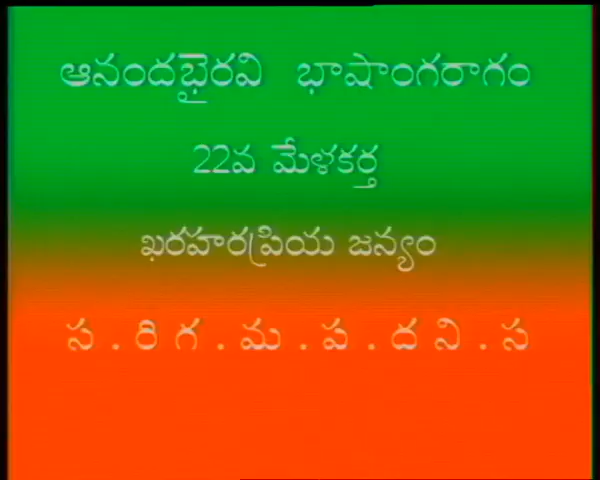 ఆనందభైరవి భాషాంగరాగం
22వ మేళకర్త
ఖరహరప్రియ జన్యం
స . రి గ . మ . ప . ద ని . స